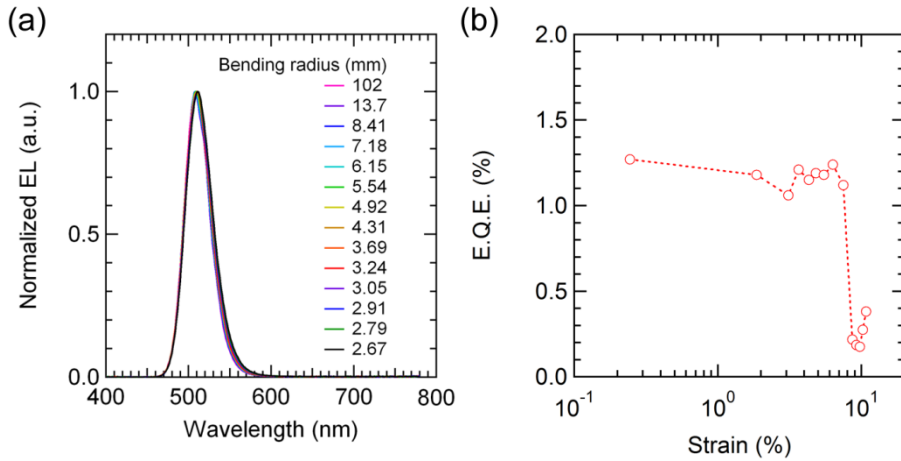 (a)
Normalized EL (a.u.)
1.0
0.5
0.0
Bending radius (mm)
102
13.7
8.41
7.18
6.15
5.54
4.92
4.31
3.69
3.24
3.05
2.91
2.79
2.67
400 500 600 700 800
Wavelength (nm)
(b)
E.Q.E. (%)
2.0
1.5
1.0
0.5
0.0
10⁻¹ 10⁰ 10¹
Strain (%)